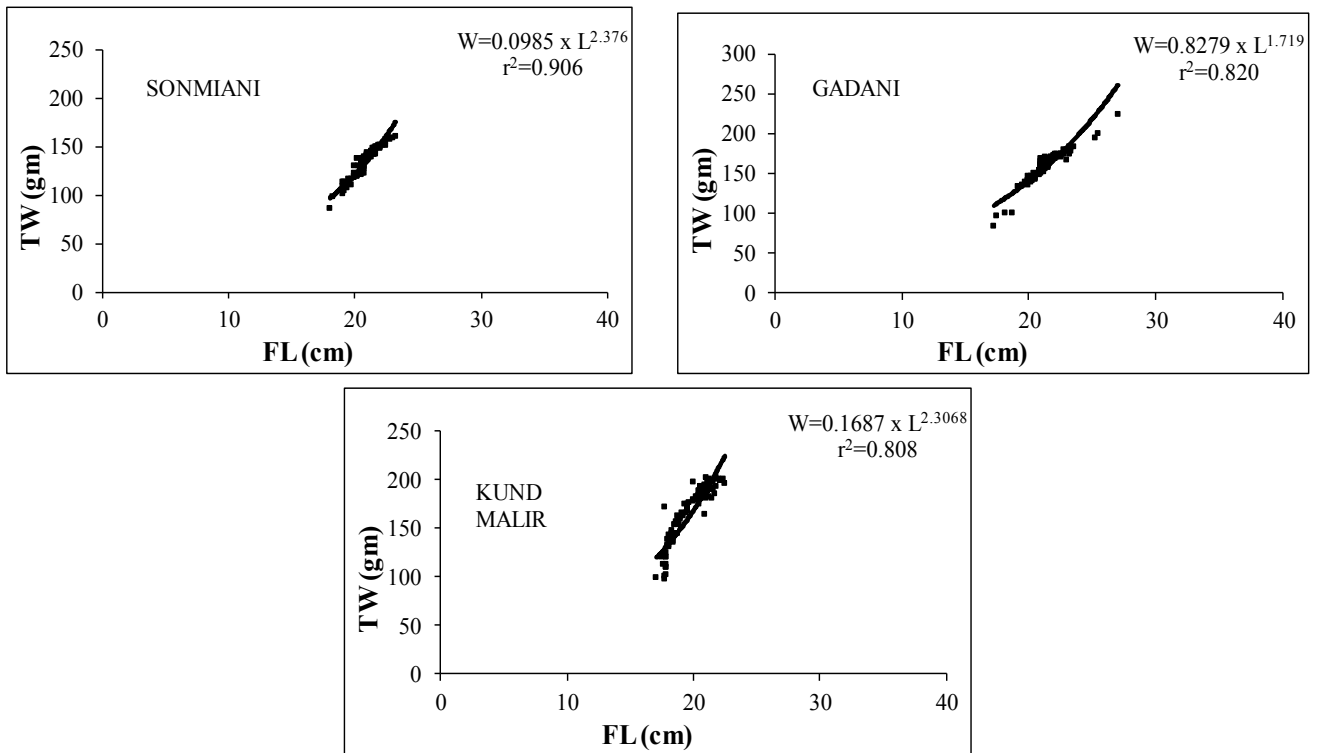 W=0.0985 x L^2.376
r²=0.906
SONMIANI
250
200
150
100
50
0
TW (gm)
0 10 20 30 40
FL (cm)
W=0.8279 x L^1.719
r²=0.820
GADANI
300
250
200
150
100
50
0
TW (gm)
0 10 20 30 40
FL (cm)
W=0.1687 x L^2.3068
r²=0.808
KUND
MALIR
250
200
150
100
50
0
TW (gm)
0 10 20 30 40
FL (cm)